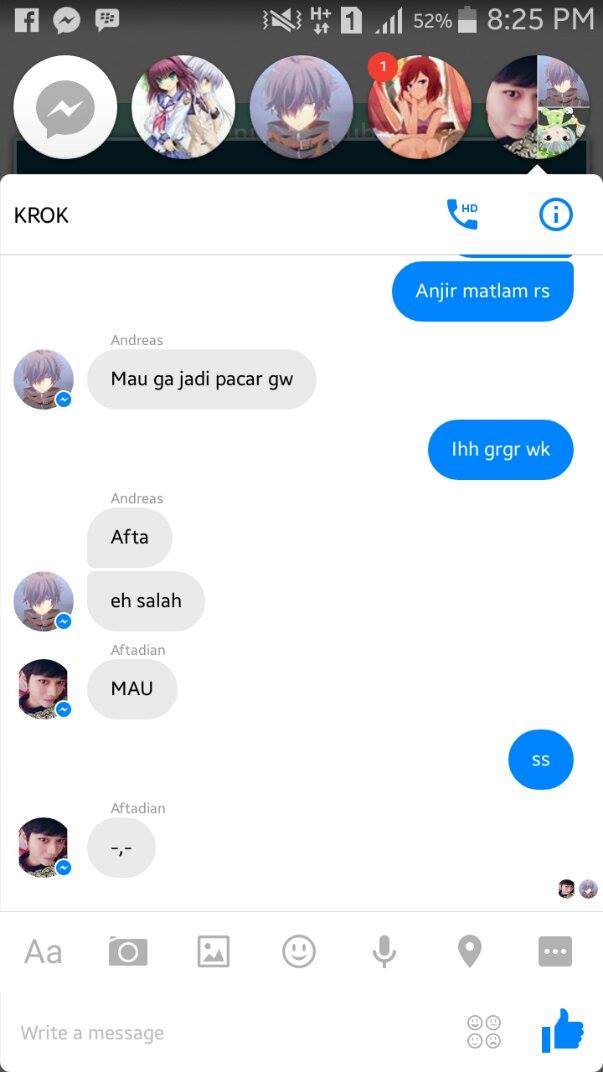 52% 8:25 PM
1
KROK
HD
Anjir matlam rs
Andreas
Mau ga jadi pacar gw
Ihh grgr wk
Andreas
Afta
eh salah
Aftadian
MAU
ss
Aftadian
-,-
Aa
Write a message